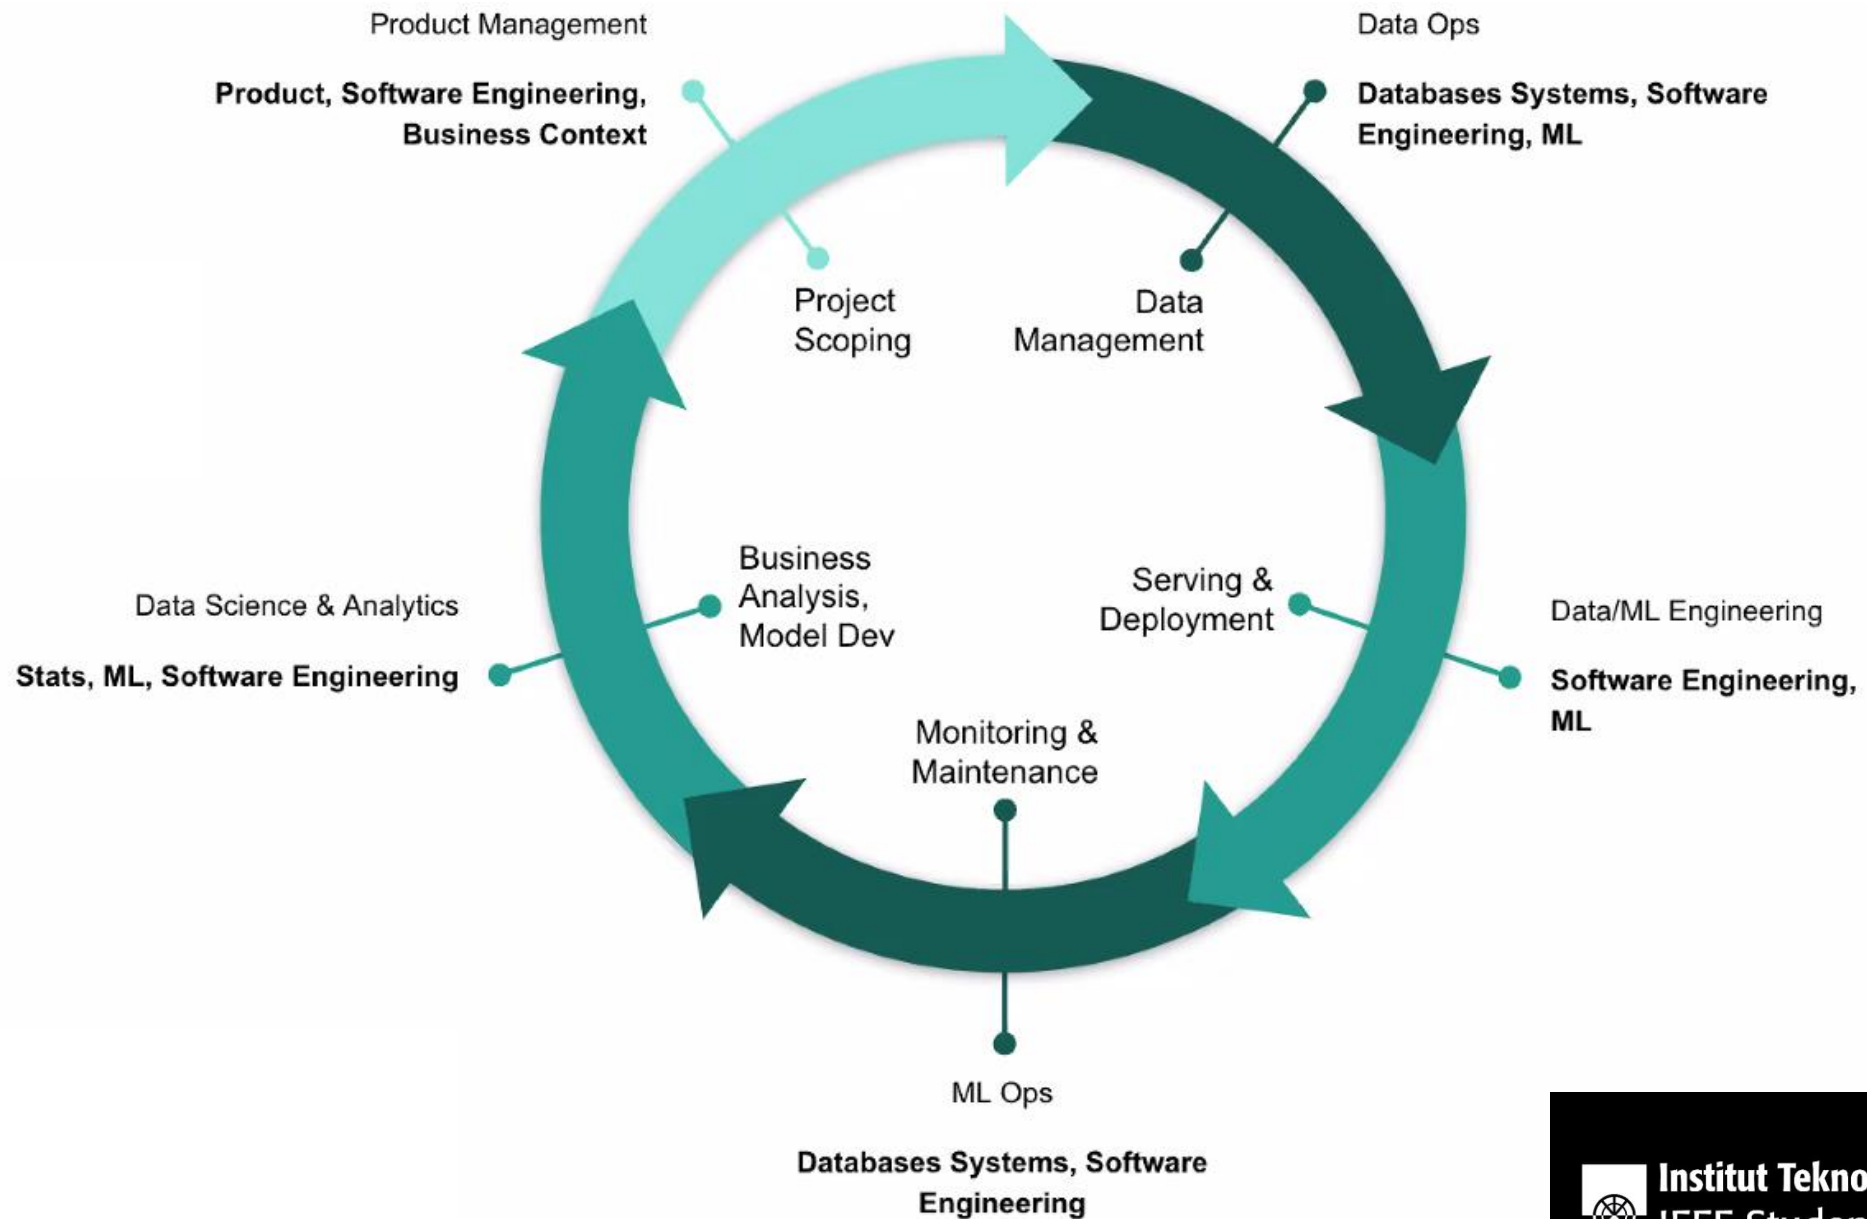 Product Management
Product, Software Engineering,
Business Context
Data Ops
Databases Systems, Software
Engineering, ML
Project
Scoping
Data
Management
Data Science & Analytics
Stats, ML, Software Engineering
Business
Analysis,
Model Dev
Serving &
Deployment
Data/ML Engineering
Software Engineering,
ML
Monitoring &
Maintenance
ML Ops
Databases Systems, Software
Engineering
Institut Tekno